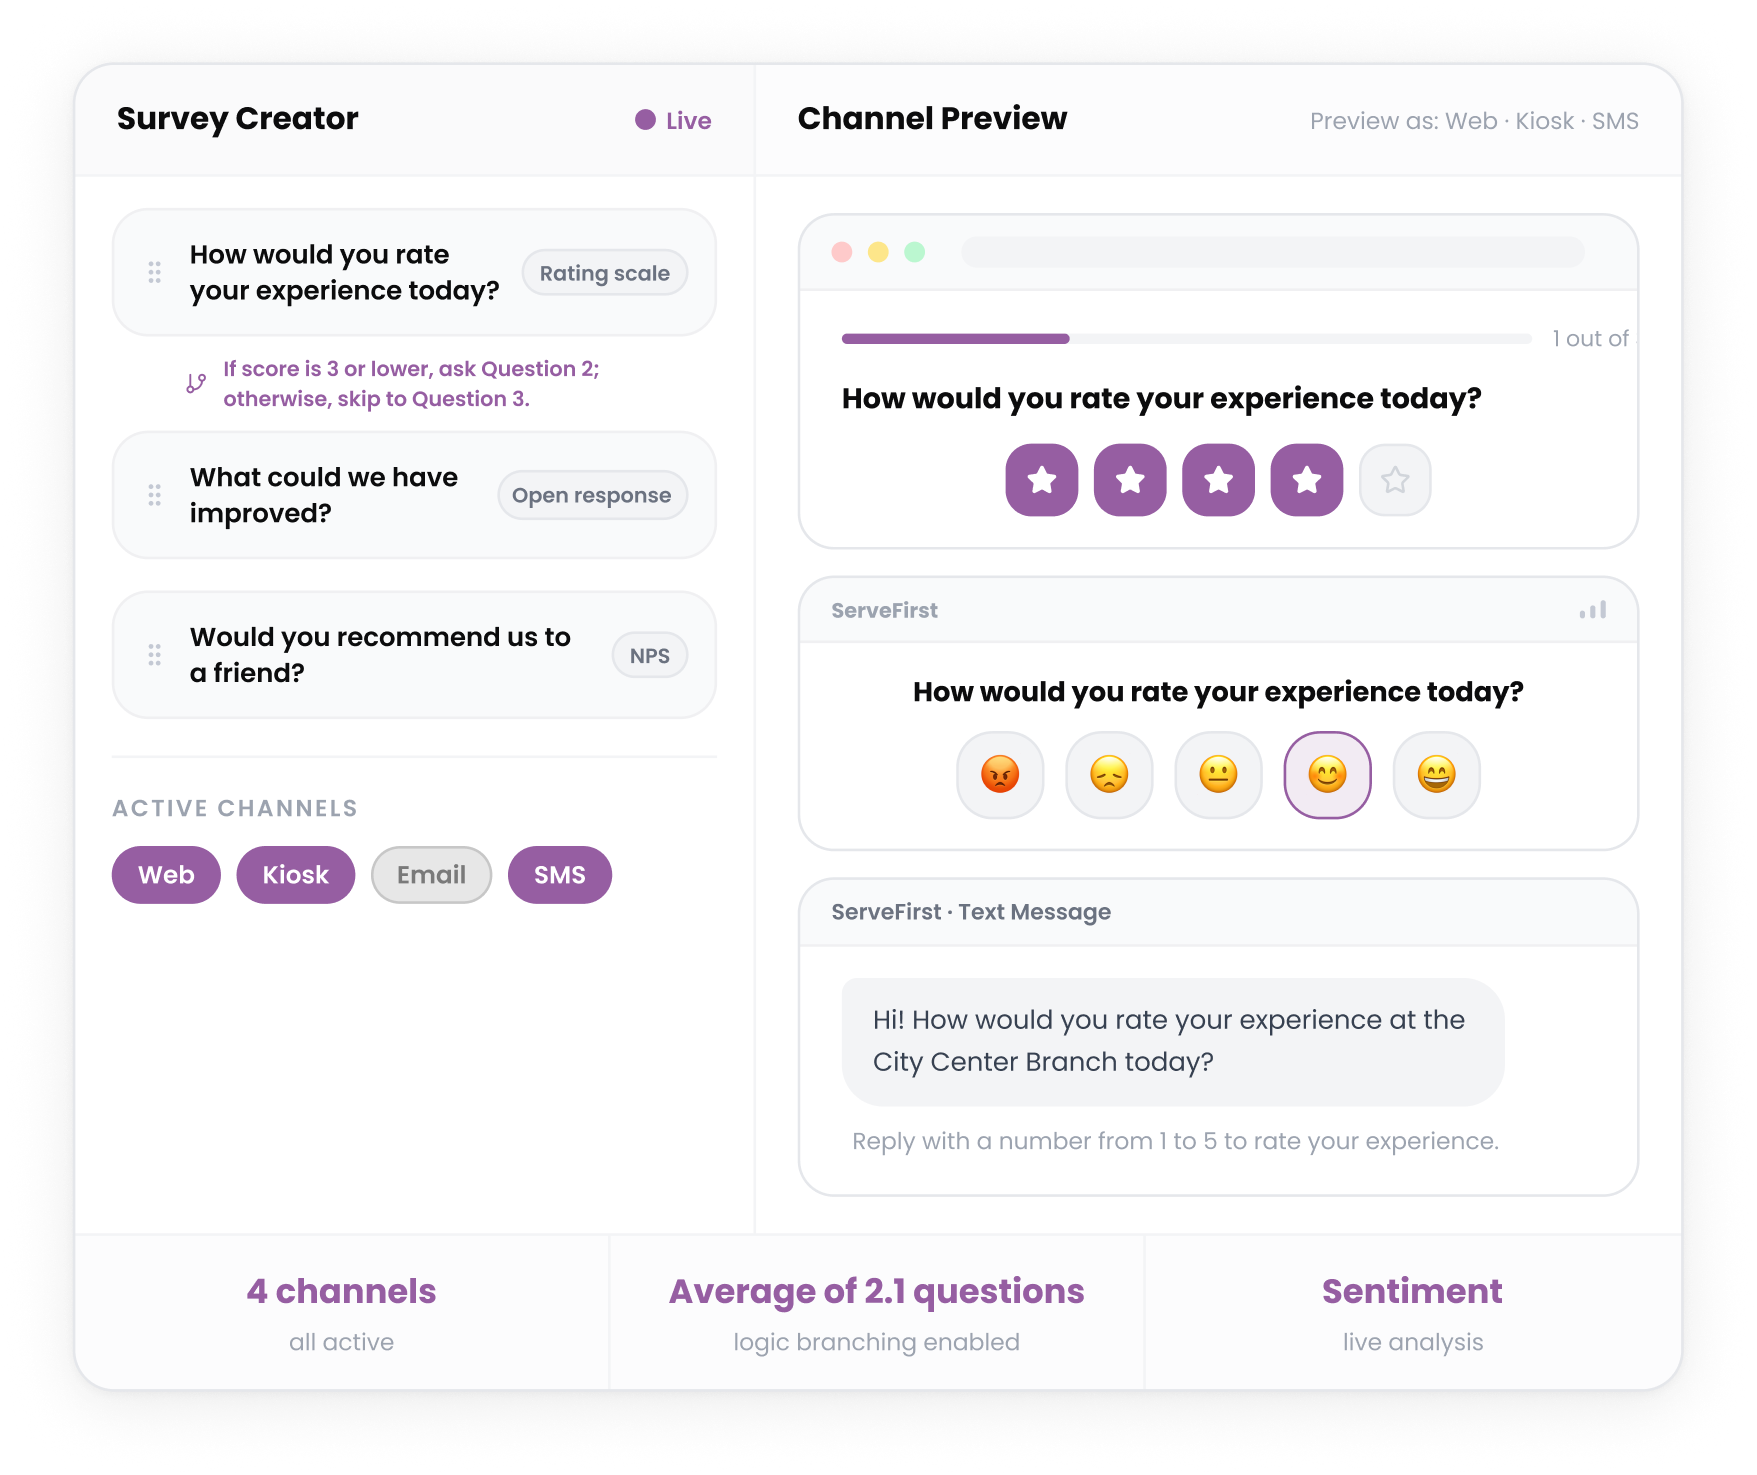 Survey Creator
Live
How would you rate
your experience today?
Rating scale
If score is 3 or lower, ask Question 2;
otherwise, skip to Question 3.
What could we have
improved?
Open response
Would you recommend us to
a friend?
NPS
ACTIVE CHANNELS
Web
Kiosk
Email
SMS
Channel Preview
Preview as: Web · Kiosk · SMS
1 out of
How would you rate your experience today?
ServeFirst
How would you rate your experience today?
ServeFirst · Text Message
Hi! How would you rate your experience at the
City Center Branch today?
Reply with a number from 1 to 5 to rate your experience.
4 channels
all active
Average of 2.1 questions
logic branching enabled
Sentiment
live analysis